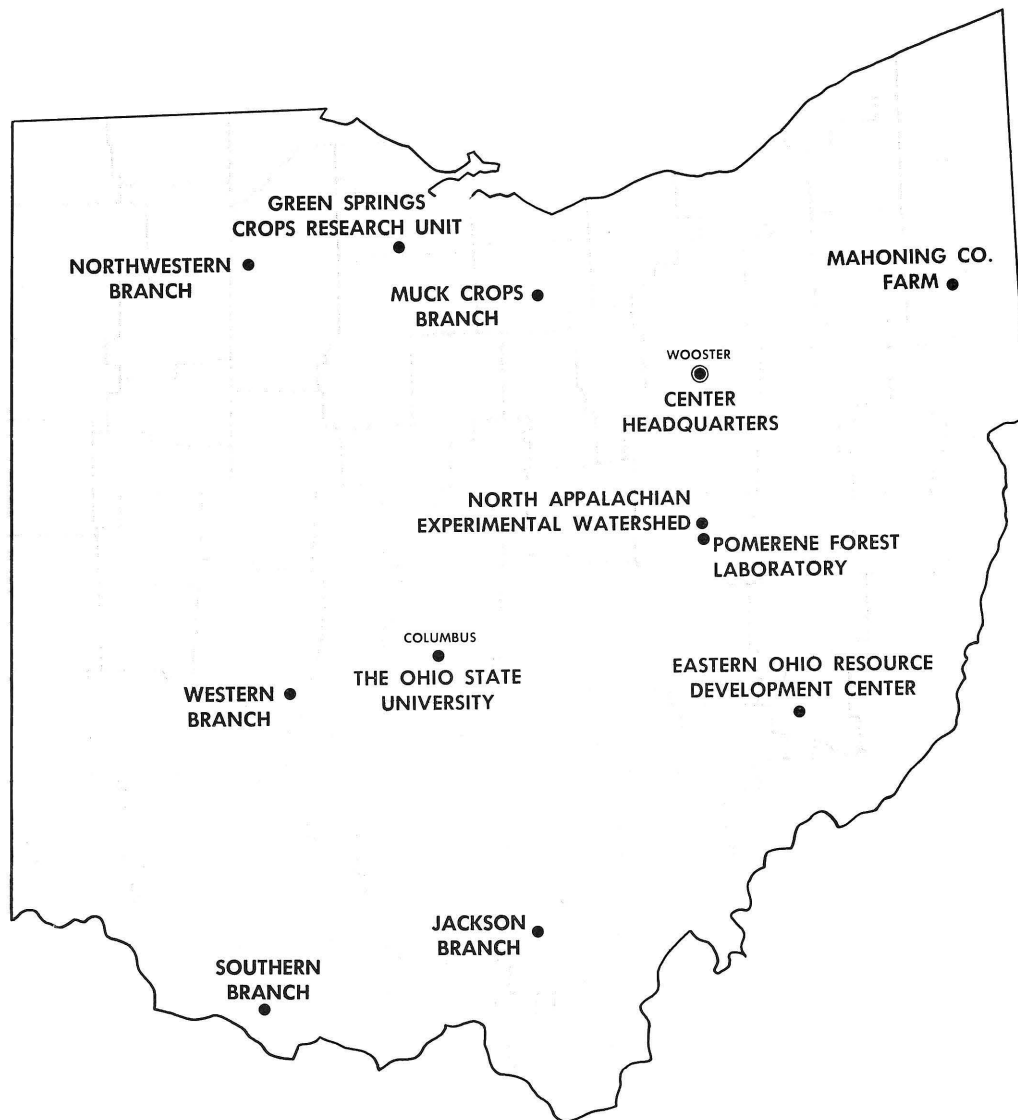 GREEN SPRINGS
CROPS RESEARCH UNIT
NORTHWESTERN
BRANCH
MUCK CROPS
BRANCH
MAHONING CO.
FARM
WOOSTER
CENTER
HEADQUARTERS
NORTH APPALACHIAN
EXPERIMENTAL WATERSHED
POMERENE FOREST
LABORATORY
COLUMBUS
THE OHIO STATE
UNIVERSITY
EASTERN OHIO RESOURCE
DEVELOPMENT CENTER
WESTERN
BRANCH
JACKSON
BRANCH
SOUTHERN
BRANCH